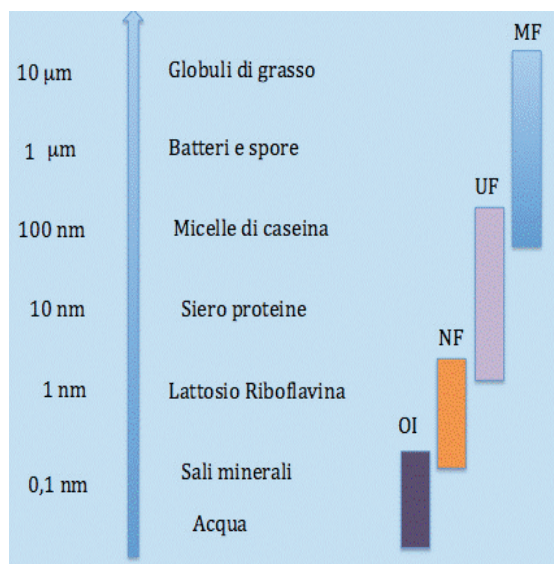 MF
10 μm Globuli di grasso
1 μm Batteri e spore
UF
100 nm Micelle di caseina
10 nm Siero proteine
NF
1 nm Lattosio Riboflavina
OI
0,1 nm Sali minerali
Acqua